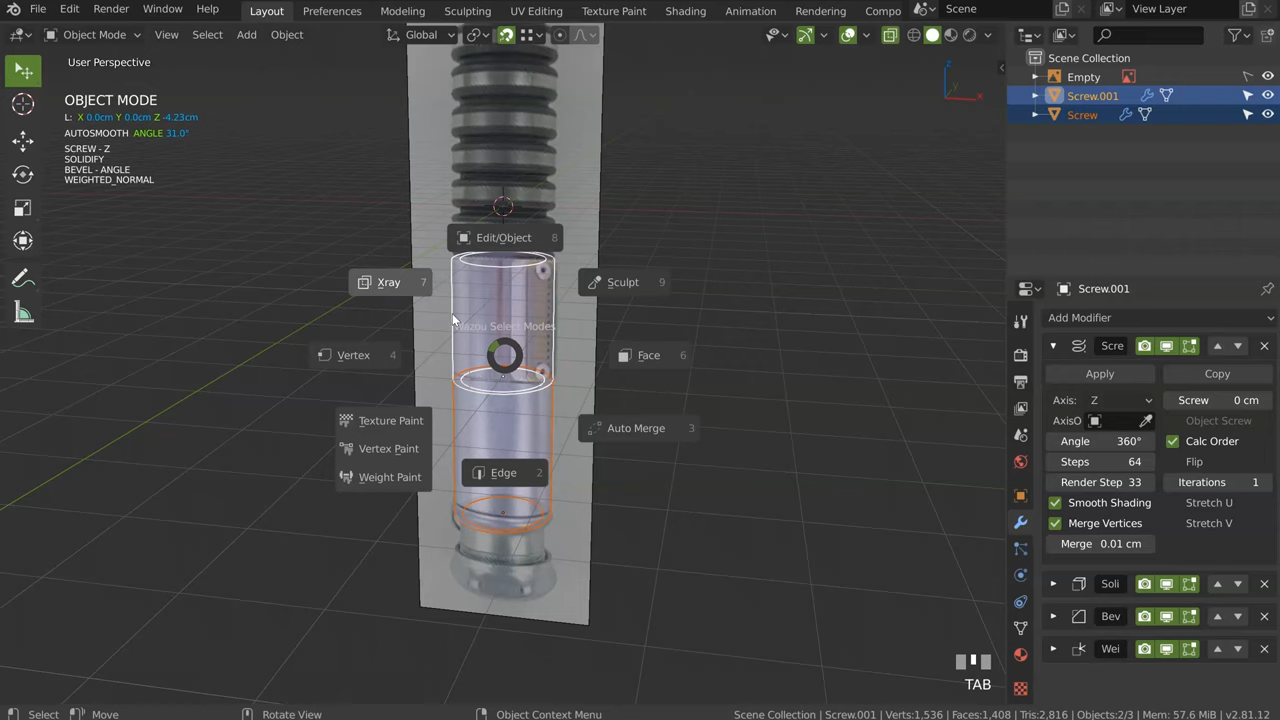 File Edit Render Window Help Layout Preferences Modeling Sculpting UV Editing Texture Paint Shading Animation Rendering Compo Scene View Layer
Object Mode View Select Add Object Global
User Perspective
OBJECT MODE
L: X 0.0cm Y 0.0cm Z -4.23cm
AUTOSMOOTH ANGLE 31.0°
SCREW - Z
SOLIDIFY
BEVEL - ANGLE
WEIGHTED_NORMAL
z
y
x
Edit/Object 8
Xray 7
Sculpt 9
Select Modes
Vertex 4
Face 6
Texture Paint
Vertex Paint
Weight Paint
Auto Merge 3
Edge 2
TAB
Scene Collection
Empty
Screw.001
Screw
Screw.001
Add Modifier
Scre
Apply Copy
Axis: Z Screw 0 cm
AxisO Object Screw
Angle 360° Calc Order
Steps 64 Flip
Render Step 33 Iterations 1
Smooth Shading Stretch U
Merge Vertices Stretch V
Merge 0.01 cm
Soli
Bev
Wei
Select Move Rotate View Object Context Menu Scene Collection | Screw.001 | Verts:1,536 | Faces:1,408 | Tris:2,816 | Objects:2/3 | Mem: 57.6 MiB | v2.81.12